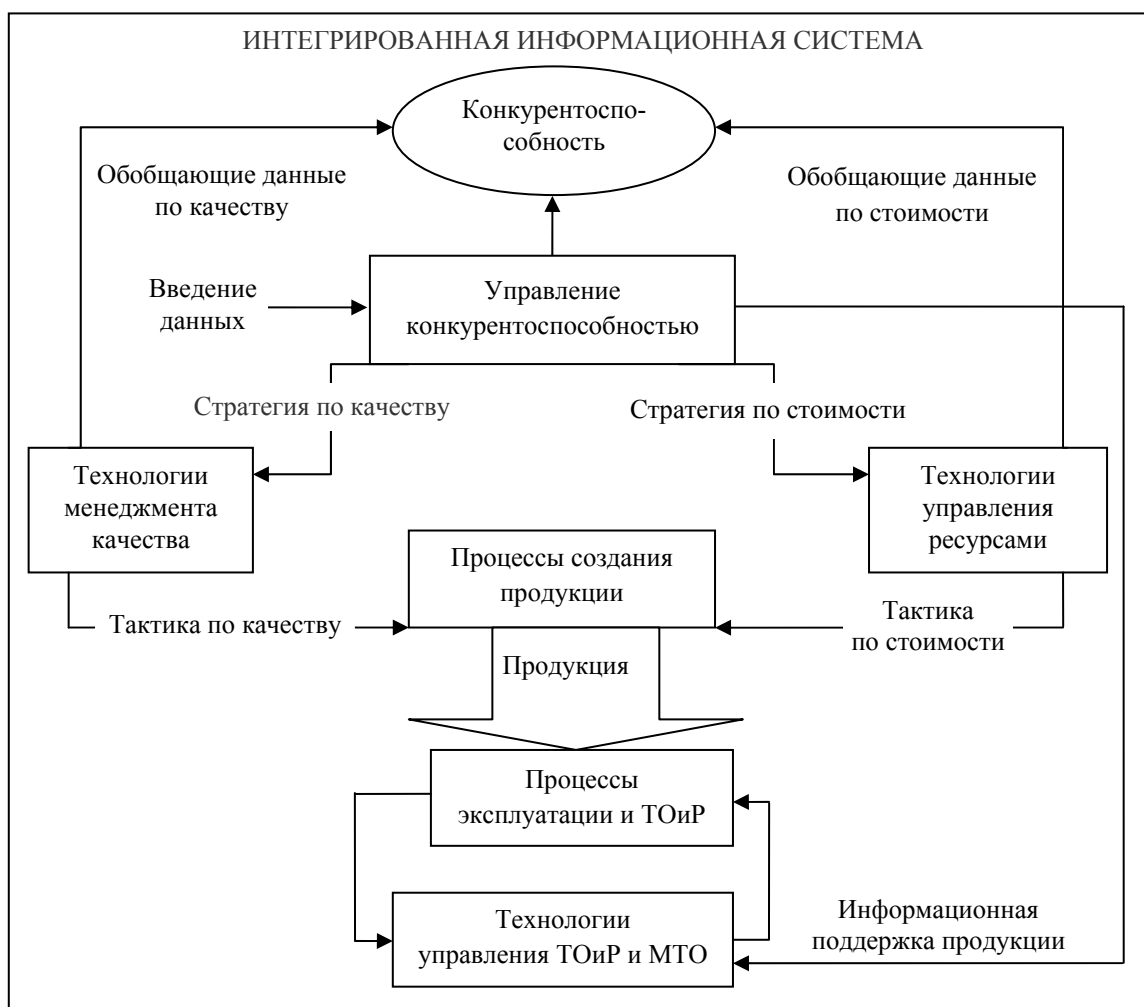 ИНТЕГРИРОВАННАЯ ИНФОРМАЦИОННАЯ СИСТЕМА
Конкурентоспо-
собность
Обобщающие данные
по качеству
Обобщающие данные
по стоимости
Введение
данных
Управление
конкурентоспособностью
Стратегия по качеству
Стратегия по стоимости
Технологии
менеджмента
качества
Технологии
управления
ресурсами
Процессы создания
продукции
Тактика по качеству
Тактика
по стоимости
Продукция
Процессы
эксплуатации и ТОиР
Технологии
управления ТОиР и МТО
Информационная
поддержка продукции